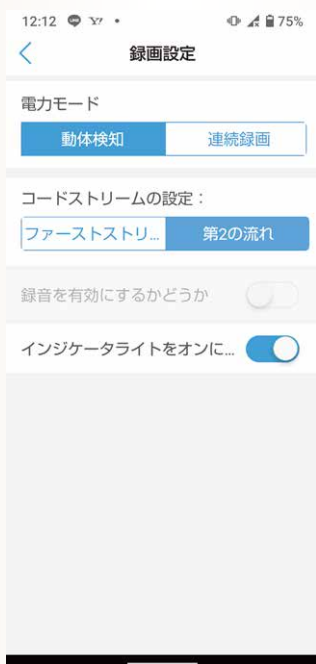 12:12 75%
録画設定
電力モード
動体検知 連続録画
コードストリームの設定：
ファーストストリ... 第2の流れ
録音を有効にするかどうか
インジケータライトをオンに...